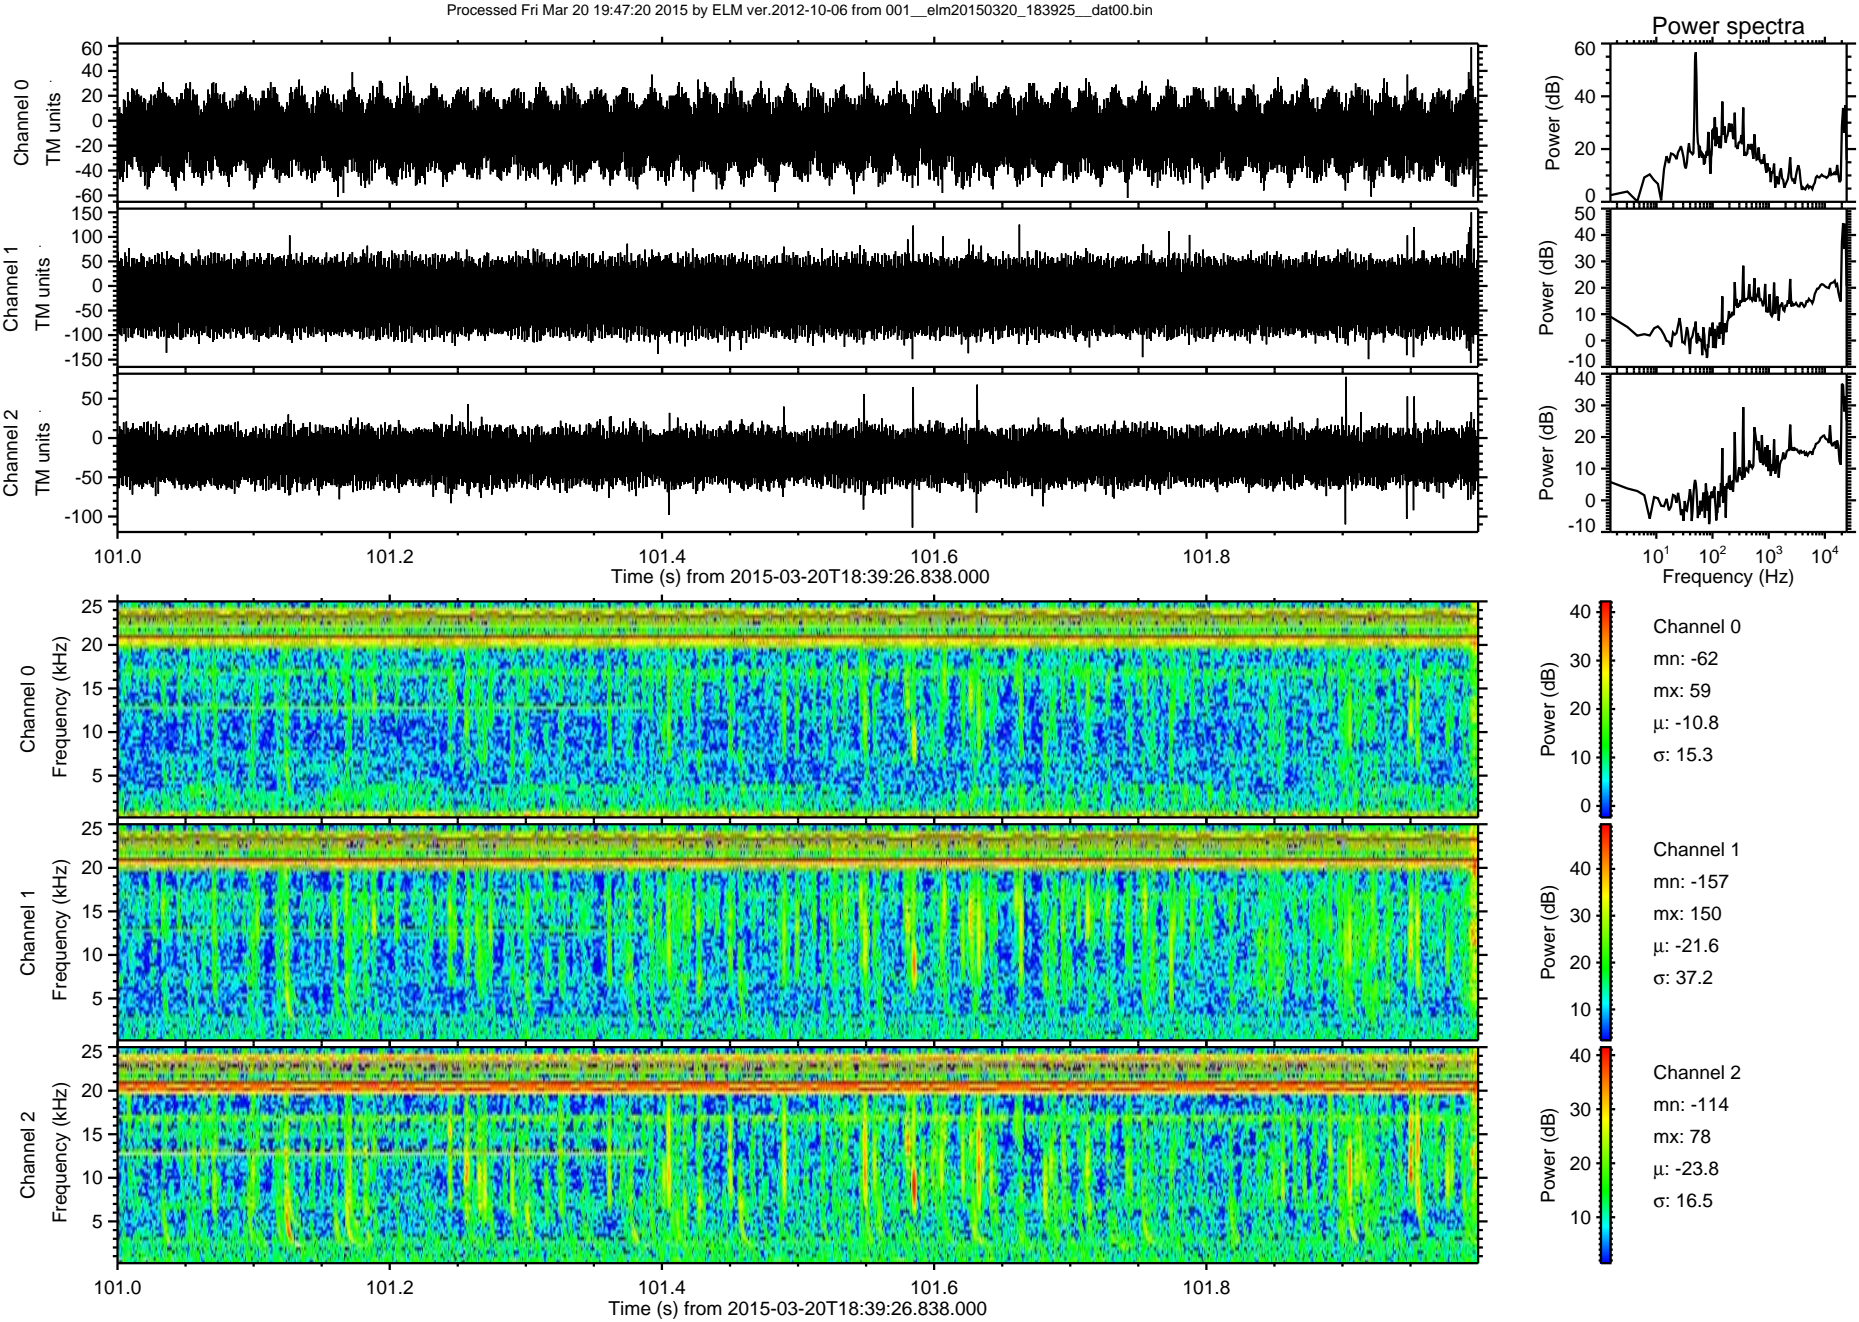 Processed Fri Mar 20 19:47:20 2015 by ELM ver.2012-10-06 from 001__elm20150320_183925__dat00.bin
Power spectra
Channel 0
TM units
60
40
20
0
-20
-40
-60
Power (dB)
60
40
20
0
Channel 1
TM units
150
100
50
0
-50
-100
-150
Power (dB)
50
40
30
20
10
0
-10
Channel 2
TM units
50
0
-50
-100
Power (dB)
40
30
20
10
0
-10
101.0 101.2 101.4 101.6 101.8
Time (s) from 2015-03-20T18:39:26.838.000
10^1 10^2 10^3 10^4
Frequency (Hz)
Channel 0
Frequency (kHz)
25
20
15
10
5
Power (dB)
40
30
20
10
0
Channel 0
mn: -62
mx: 59
μ: -10.8
σ: 15.3
Channel 1
Frequency (kHz)
25
20
15
10
5
Power (dB)
40
30
20
10
Channel 1
mn: -157
mx: 150
μ: -21.6
σ: 37.2
Channel 2
Frequency (kHz)
25
20
15
10
5
Power (dB)
40
30
20
10
Channel 2
mn: -114
mx: 78
μ: -23.8
σ: 16.5
101.0 101.2 101.4 101.6 101.8
Time (s) from 2015-03-20T18:39:26.838.000